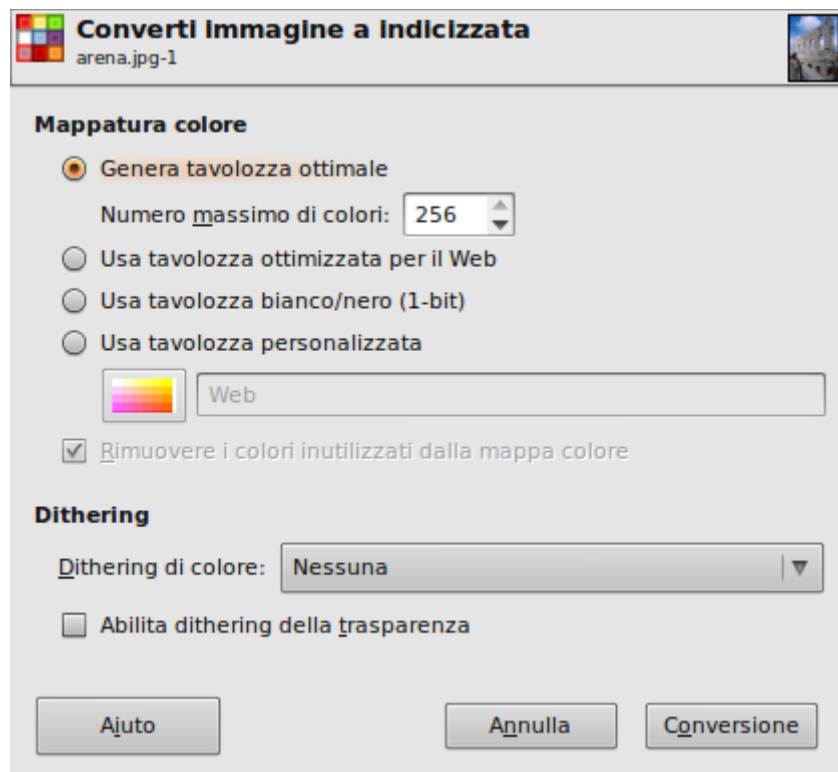 Converti immagine a indicizzata
arena.jpg-1
Mappatura colore
Genera tavolozza ottimale
Numero massimo di colori: 256
Usa tavolozza ottimizzata per il Web
Usa tavolozza bianco/nero (1-bit)
Usa tavolozza personalizzata
Web
Rimuovere i colori inutilizzati dalla mappa colore
Dithering
Dithering di colore: Nessuna
Abilita dithering della trasparenza
Aiuto Annulla Conversione